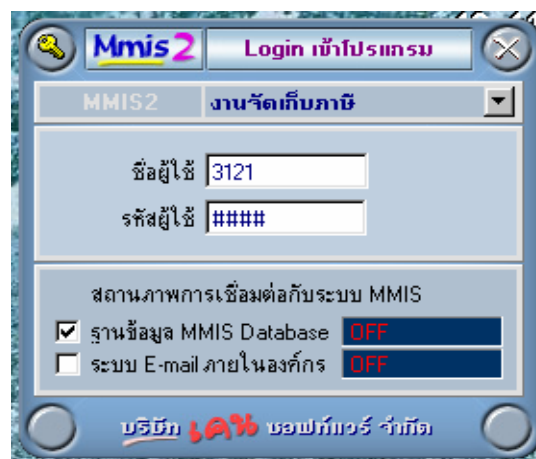 Mmis2 Login เข้าโปรแกรม
MMIS2 งานจัดเก็บภาษี
ชื่อผู้ใช้ 3121
รหัสผู้ใช้ ####
สถานภาพการเชื่อมต่อกับระบบ MMIS
ฐานข้อมูล MMIS Database OFF
ระบบ E-mail ภายในองค์กร OFF
บริษัท เคน ซอฟท์แวร์ จำกัด